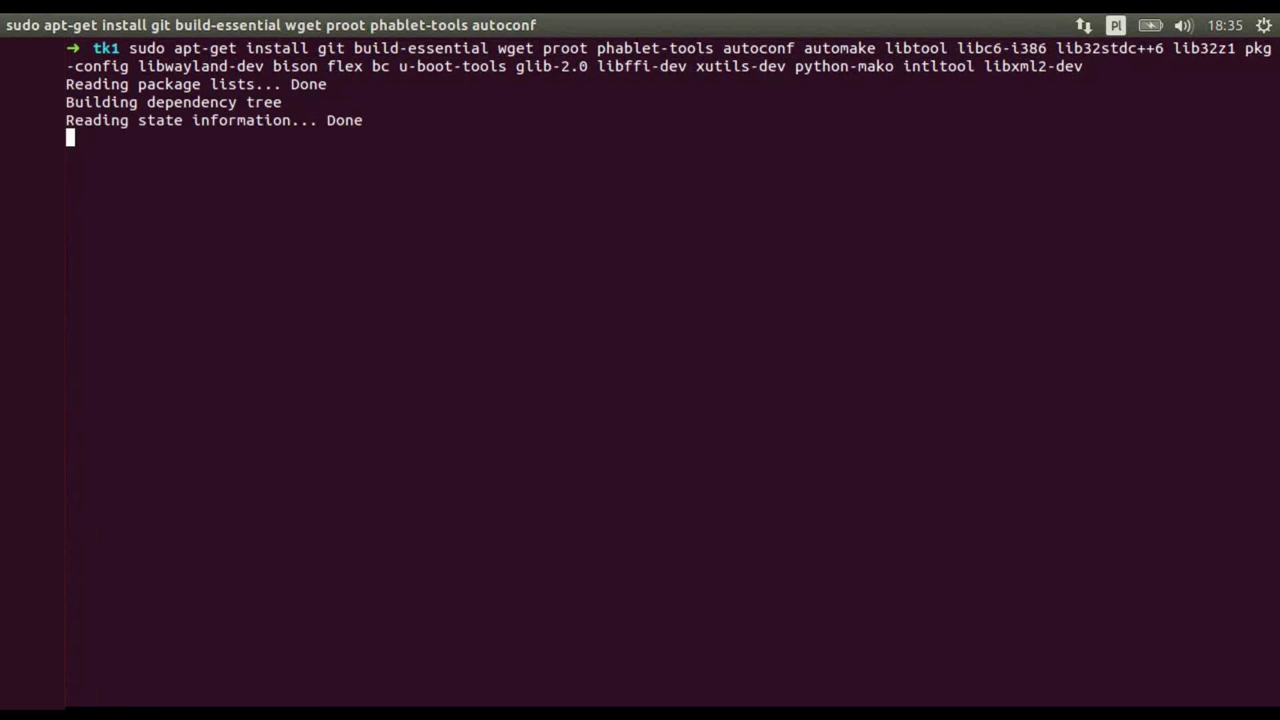 sudo apt-get install git build-essential wget proot phablet-tools autoconf
Pl
18:35
➜ tk1 sudo apt-get install git build-essential wget proot phablet-tools autoconf automake libtool libc6-i386 lib32stdc++6 lib32z1 pkg
-config libwayland-dev bison flex bc u-boot-tools glib-2.0 libffi-dev xutils-dev python-mako intltool libxml2-dev
Reading package lists... Done
Building dependency tree
Reading state information... Done